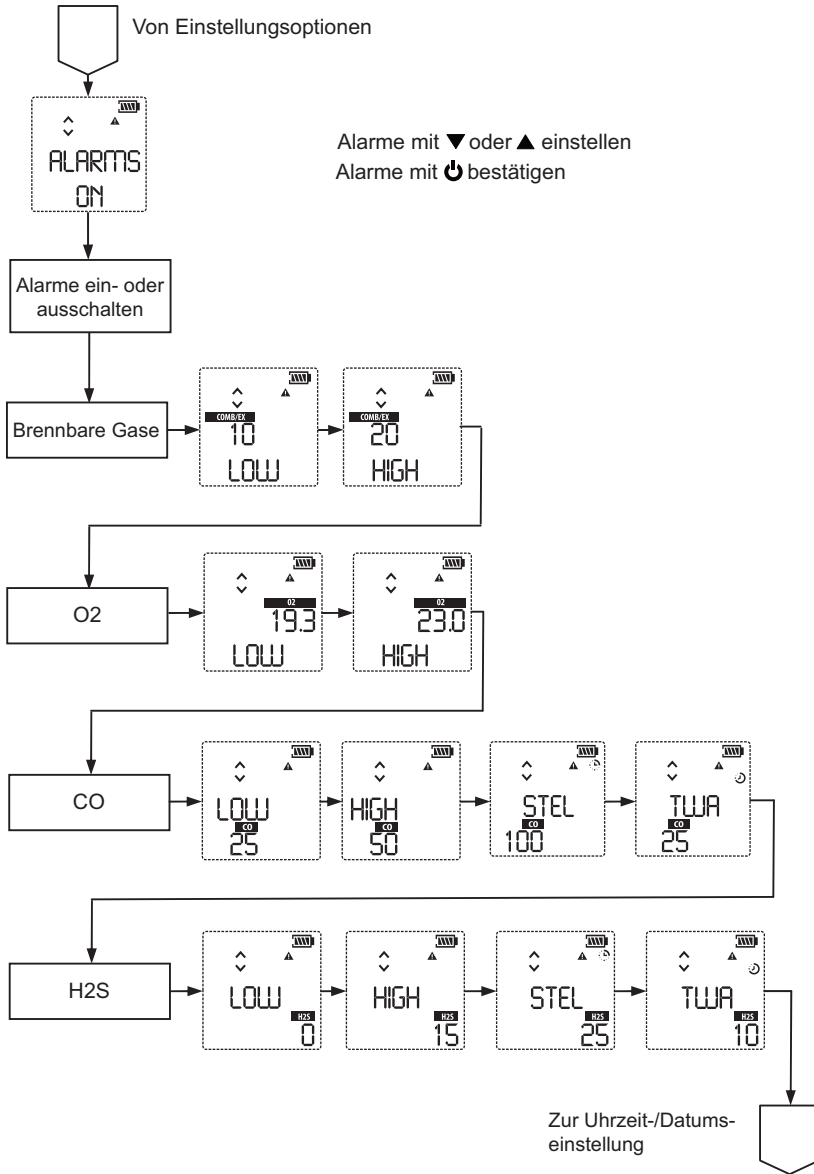 Von Einstellungsoptionen
ALARMS
ON
Alarme mit ▼ oder ▲ einstellen
Alarme mit ⏻ bestätigen
Alarme ein- oder
ausschalten
Brennbare Gase
COMB/EX
10
LOW
COMB/EX
20
HIGH
O2
O2
19.3
LOW
O2
23.0
HIGH
CO
LOW
CO
25
HIGH
CO
50
STEL
CO
100
TWA
CO
25
H2S
LOW
H2S
0
HIGH
H2S
15
STEL
H2S
25
TWA
H2S
10
Zur Uhrzeit-/Datums-
einstellung